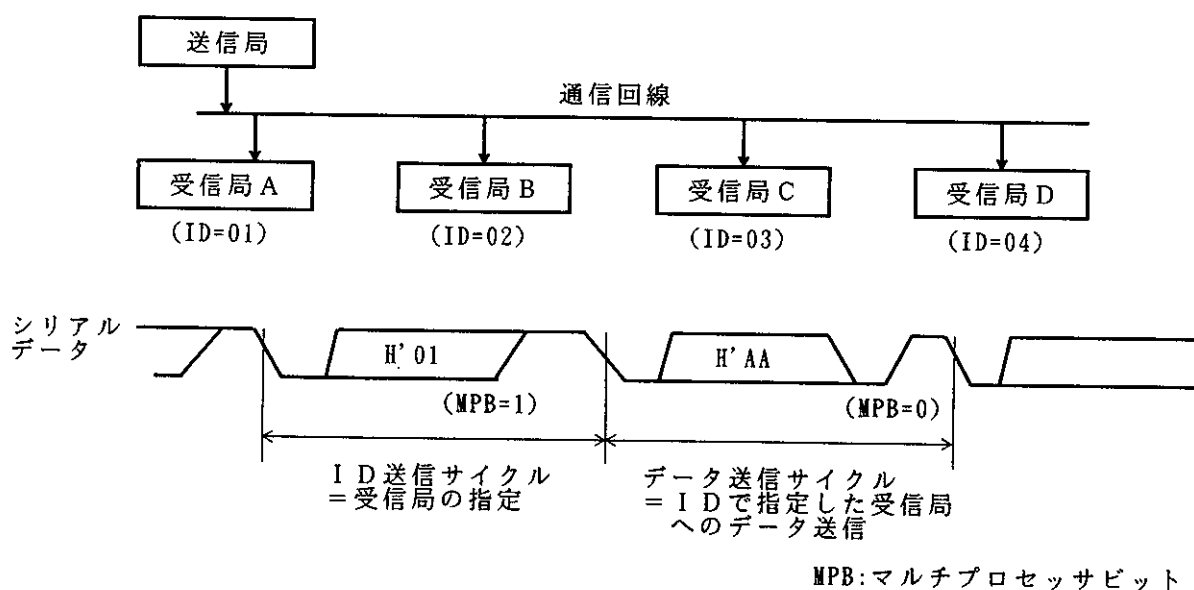 送信局
通信回線
受信局A
受信局B
受信局C
受信局D
(ID=01)
(ID=02)
(ID=03)
(ID=04)
シリアル
データ
H'01
H'AA
(MPB=1)
(MPB=0)
ID送信サイクル
=受信局の指定
データ送信サイクル
=IDで指定した受信局
へのデータ送信
MPB:マルチプロセッサビット